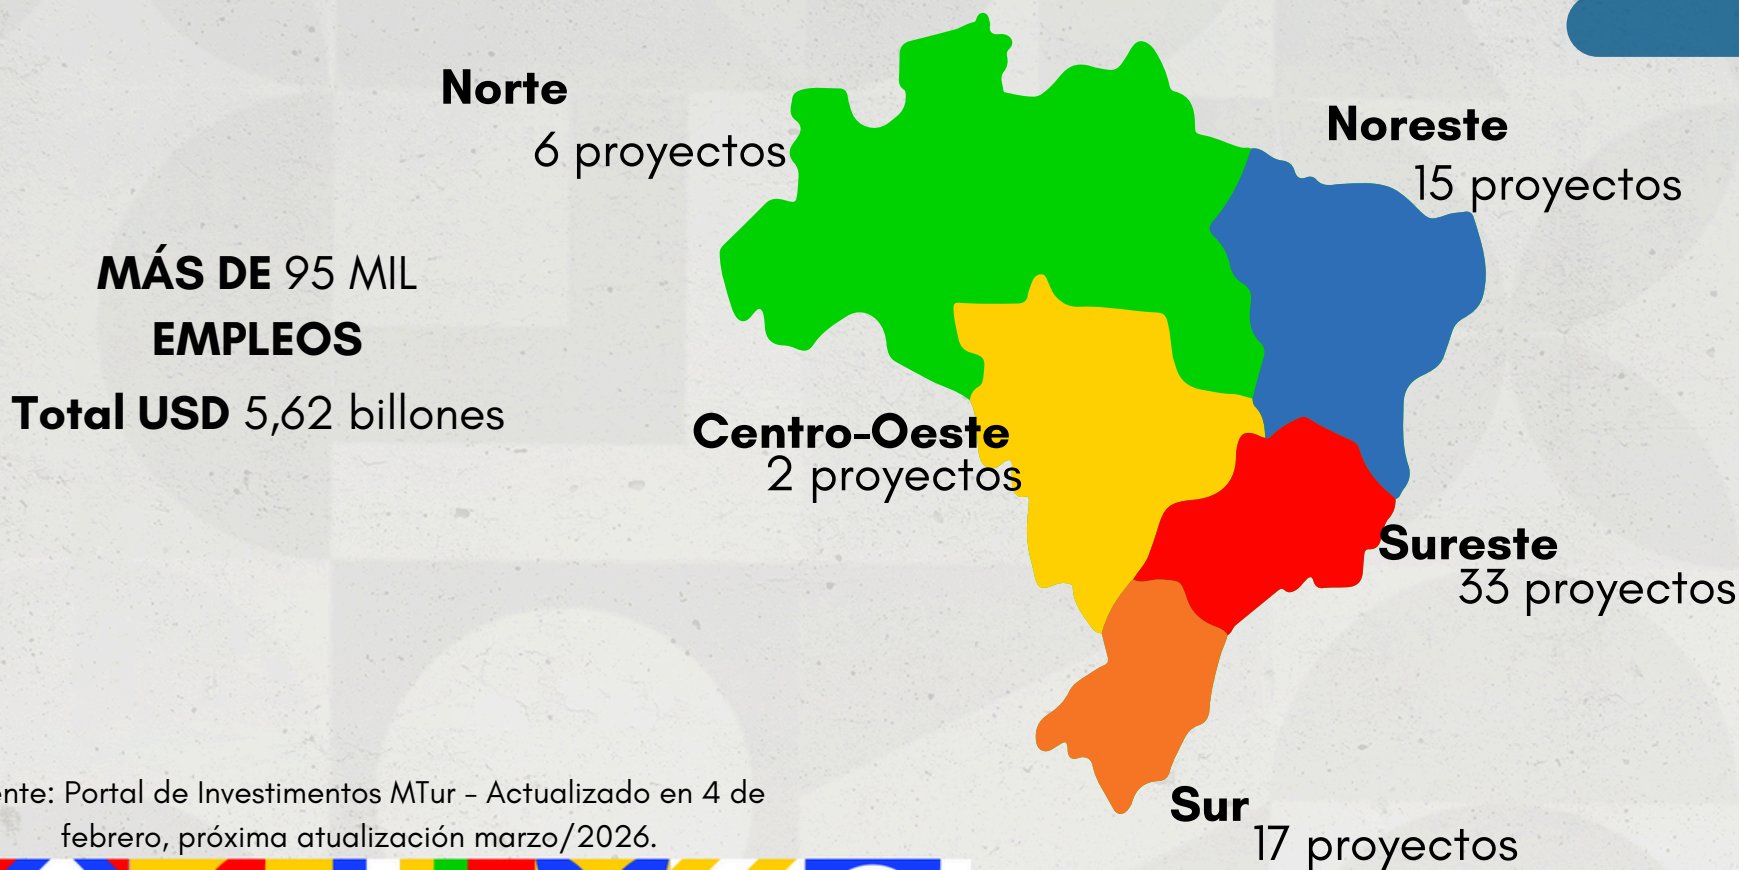 Norte
6 proyectos
Noreste
15 proyectos
MÁS DE 95 MIL
EMPLEOS
Total USD 5,62 billones
Centro-Oeste
2 proyectos
Sureste
33 proyectos
Sur
17 proyectos
nte: Portal de Investimentos MTur - Actualizado en 4 de
febrero, próxima atualización marzo/2026.